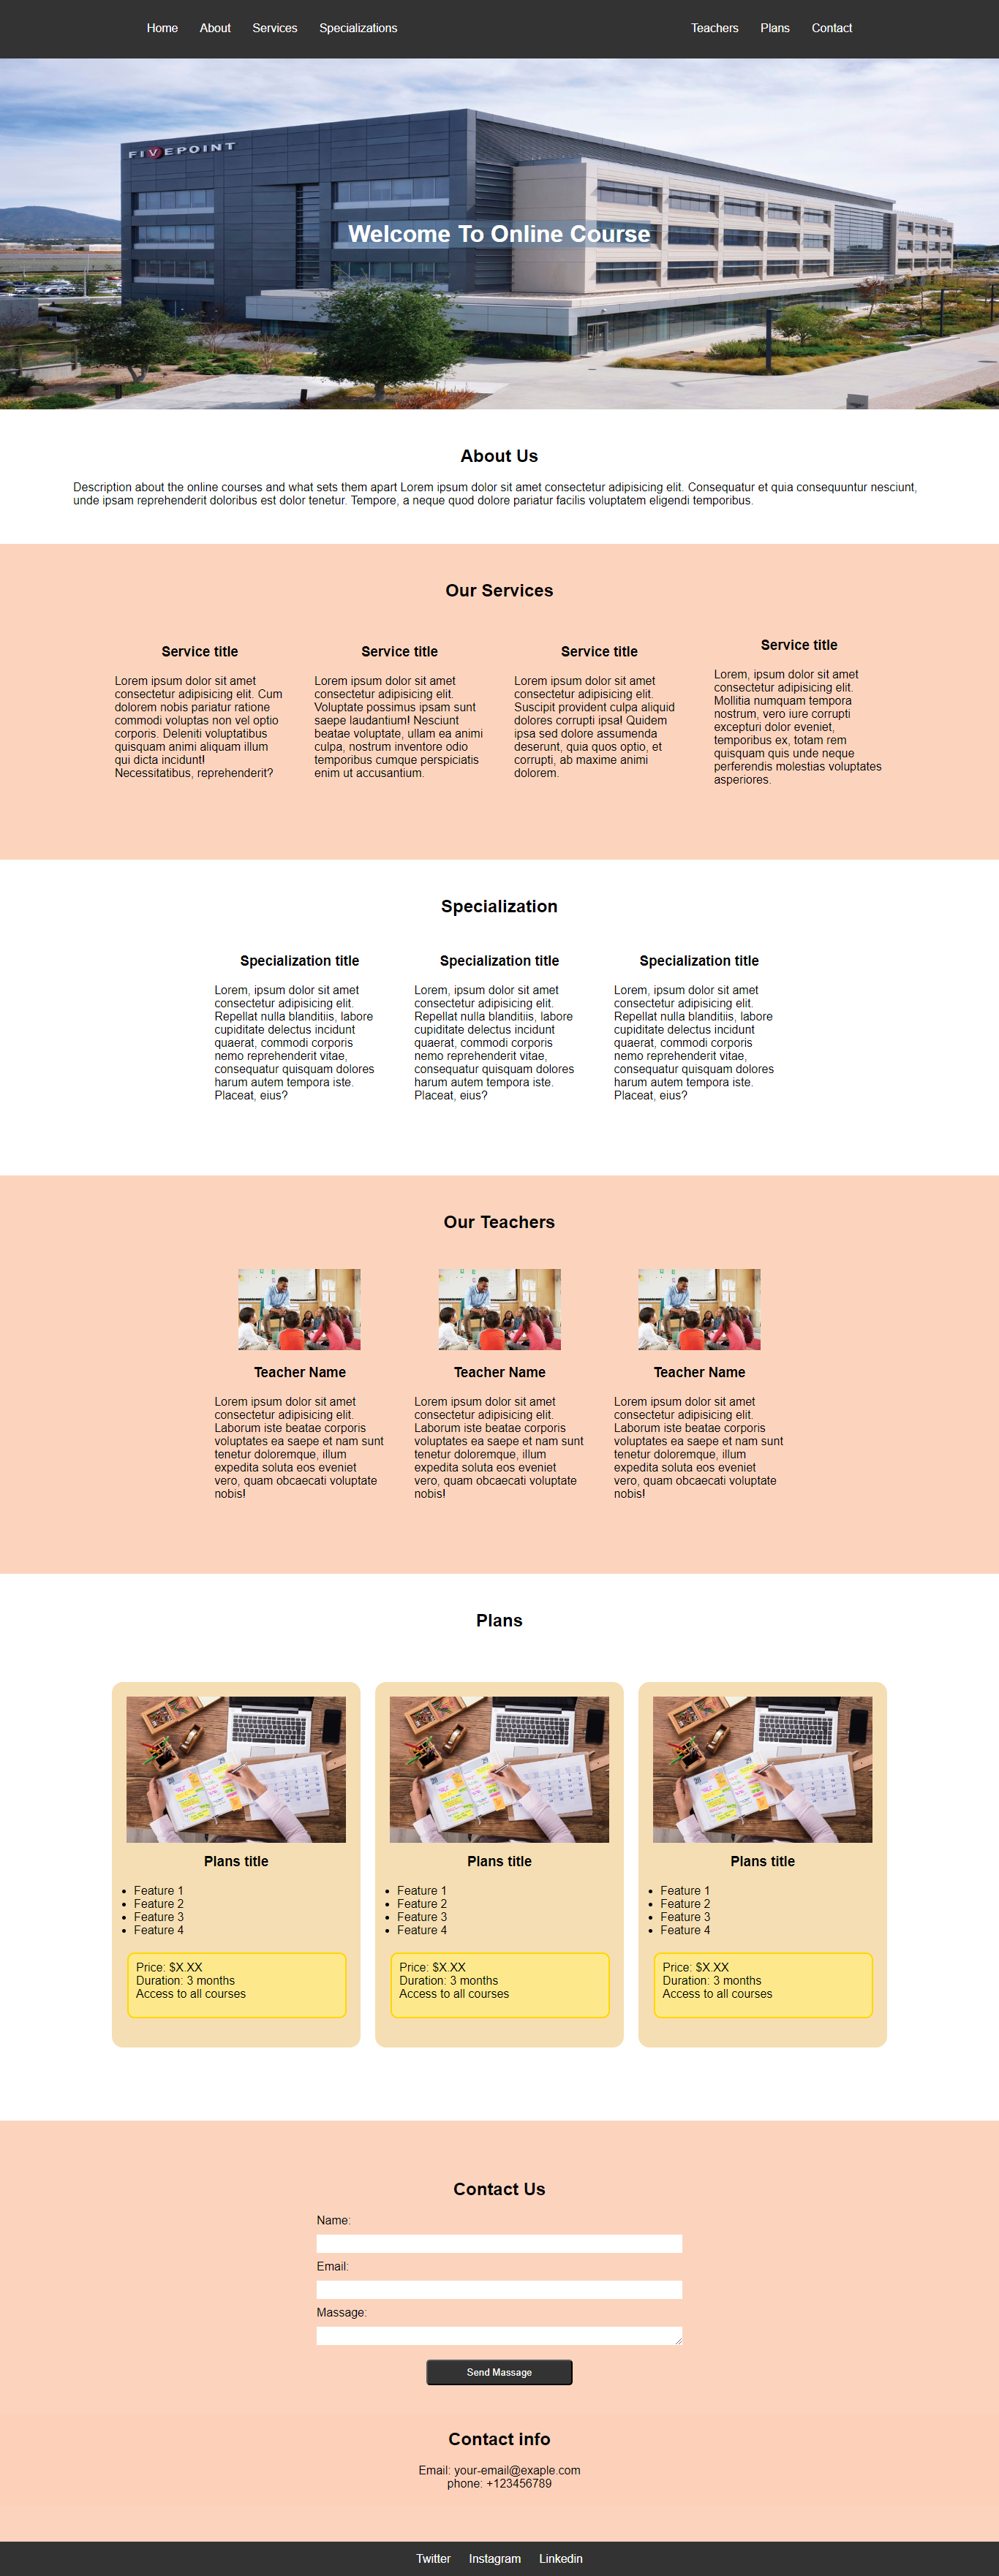 Home About Services Specializations Teachers Plans Contact
FIVEPOINT
Welcome To Online Course
About Us
Description about the online courses and what sets them apart Lorem ipsum dolor sit amet consectetur adipisicing elit. Consequatur et quia consequuntur nesciunt,
unde ipsam reprehenderit doloribus est dolor tenetur. Tempore, a neque quod dolore pariatur facilis voluptatem eligendi temporibus.
Our Services
Service title
Lorem ipsum dolor sit amet
consectetur adipisicing elit. Cum
dolorem nobis pariatur ratione
commodi voluptas non vel optio
corporis. Deleniti voluptatibus
quisquam animi aliquam illum
qui dicta incidunt!
Necessitatibus, reprehenderit?
Service title
Lorem ipsum dolor sit amet
consectetur adipisicing elit.
Voluptate possimus ipsam sunt
saepe laudantium! Nesciunt
beatae voluptate, ullam ea animi
culpa, nostrum inventore odio
temporibus cumque perspiciatis
enim ut accusantium.
Service title
Lorem ipsum dolor sit amet
consectetur adipisicing elit.
Suscipit provident culpa aliquid
dolores corrupti ipsa! Quidem
ipsa sed dolore assumenda
deserunt, quia quos optio, et
corrupti, ab maxime animi
dolorem.
Service title
Lorem, ipsum dolor sit amet
consectetur adipisicing elit.
Mollitia numquam tempora
nostrum, vero iure corrupti
excepturi dolor eveniet,
temporibus ex, totam rem
quisquam quis unde neque
perferendis molestias voluptates
asperiores.
Specialization
Specialization title
Lorem, ipsum dolor sit amet
consectetur adipisicing elit.
Repellat nulla blanditiis, labore
cupiditate delectus incidunt
quaerat, commodi corporis
nemo reprehenderit vitae,
consequatur quisquam dolores
harum autem tempora iste.
Placeat, eius?
Specialization title
Lorem, ipsum dolor sit amet
consectetur adipisicing elit.
Repellat nulla blanditiis, labore
cupiditate delectus incidunt
quaerat, commodi corporis
nemo reprehenderit vitae,
consequatur quisquam dolores
harum autem tempora iste.
Placeat, eius?
Specialization title
Lorem, ipsum dolor sit amet
consectetur adipisicing elit.
Repellat nulla blanditiis, labore
cupiditate delectus incidunt
quaerat, commodi corporis
nemo reprehenderit vitae,
consequatur quisquam dolores
harum autem tempora iste.
Placeat, eius?
Our Teachers
Teacher Name
Lorem ipsum dolor sit amet
consectetur adipisicing elit.
Laborum iste beatae corporis
voluptates ea saepe et nam sunt
tenetur doloremque, illum
expedita soluta eos eveniet
vero, quam obcaecati voluptate
nobis!
Teacher Name
Lorem ipsum dolor sit amet
consectetur adipisicing elit.
Laborum iste beatae corporis
voluptates ea saepe et nam sunt
tenetur doloremque, illum
expedita soluta eos eveniet
vero, quam obcaecati voluptate
nobis!
Teacher Name
Lorem ipsum dolor sit amet
consectetur adipisicing elit.
Laborum iste beatae corporis
voluptates ea saepe et nam sunt
tenetur doloremque, illum
expedita soluta eos eveniet
vero, quam obcaecati voluptate
nobis!
Plans
Plans title
Feature 1
Feature 2
Feature 3
Feature 4
Price: $X.XX
Duration: 3 months
Access to all courses
Plans title
Feature 1
Feature 2
Feature 3
Feature 4
Price: $X.XX
Duration: 3 months
Access to all courses
Plans title
Feature 1
Feature 2
Feature 3
Feature 4
Price: $X.XX
Duration: 3 months
Access to all courses
Contact Us
Name:
Email:
Massage:
Send Massage
Contact info
Email: your-email@exaple.com
phone: +123456789
Twitter Instagram Linkedin